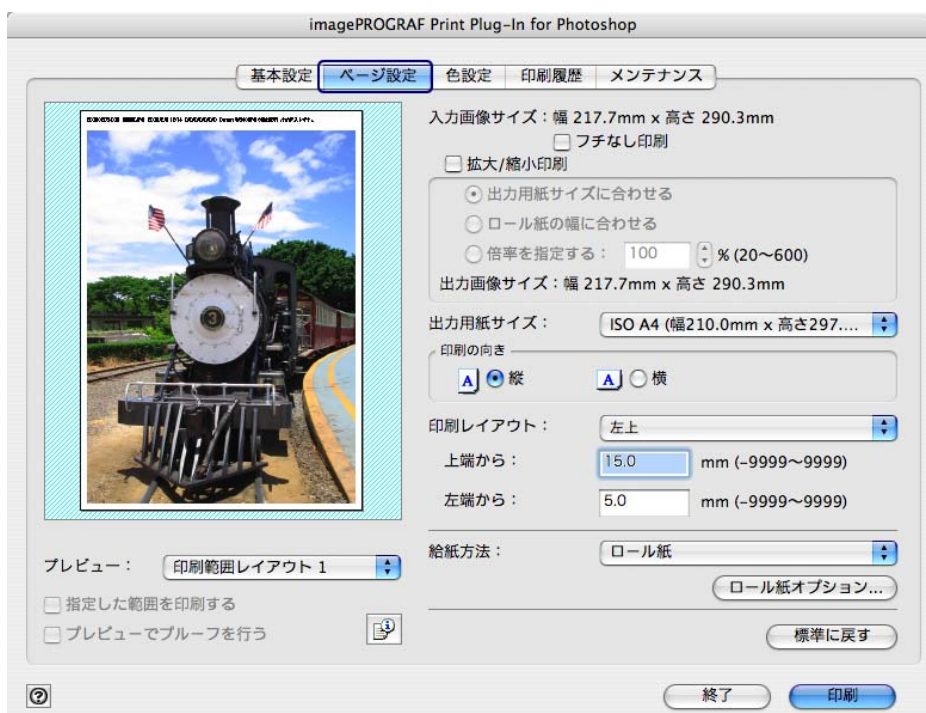 imagePROGRAF Print Plug-In for Photoshop
基本設定 ページ設定 色設定 印刷履歴 メンテナンス
入力画像サイズ：幅 217.7mm x 高さ 290.3mm
フチなし印刷
拡大/縮小印刷
出力用紙サイズに合わせる
ロール紙の幅に合わせる
倍率を指定する： 100 % (20〜600)
出力画像サイズ：幅 217.7mm x 高さ 290.3mm
出力用紙サイズ： ISO A4 (幅210.0mm x 高さ297....
印刷の向き
A 縦 A 横
印刷レイアウト： 左上
上端から： 15.0 mm (-9999〜9999)
左端から： 5.0 mm (-9999〜9999)
給紙方法： ロール紙
ロール紙オプション...
標準に戻す
3
プレビュー： 印刷範囲レイアウト 1
指定した範囲を印刷する
プレビューでプルーフを行う
? 終了 印刷